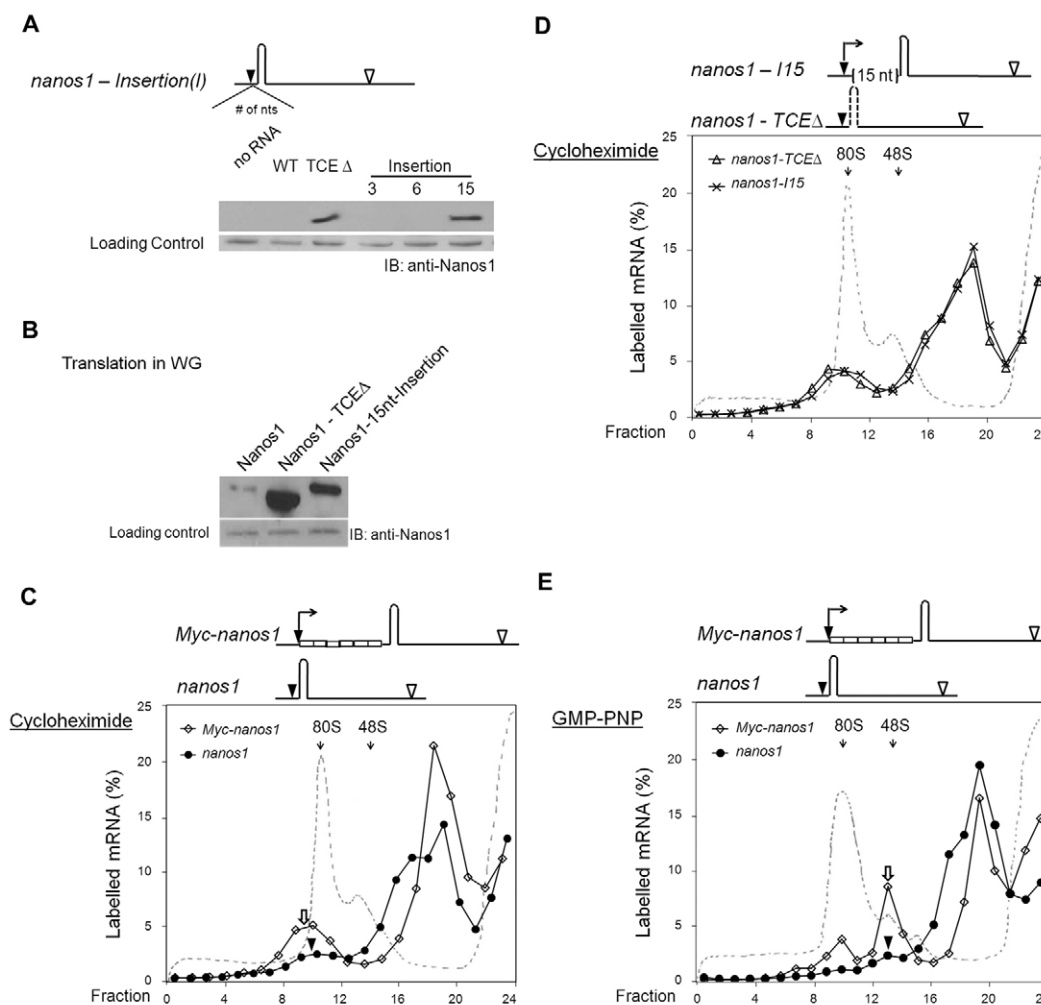 A
nanos1 – Insertion(I)
# of nts
no RNA
WT TCE Δ Insertion
3 6 15
Loading Control
IB: anti-Nanos1
B
Translation in WG
Nanos1
Nanos1 - TCEΔ
Nanos1-15nt-Insertion
Loading control
IB: anti-Nanos1
C
Myc-nanos1
nanos1
Cycloheximide
Myc-nanos1
nanos1
80S 48S
Labelled mRNA (%)
25
20
15
10
5
0
0 4 8 12 16 20 24
Fraction
D
nanos1 – I15
[15 nt]
nanos1 - TCEΔ
Cycloheximide
nanos1-TCEΔ
nanos1-I15
80S 48S
Labelled mRNA (%)
25
20
15
10
5
0
0 4 8 12 16 20 24
Fraction
E
Myc-nanos1
nanos1
GMP-PNP
Myc-nanos1
nanos1
80S 48S
Labelled mRNA (%)
25
20
15
10
5
0
0 4 8 12 16 20 24
Fraction